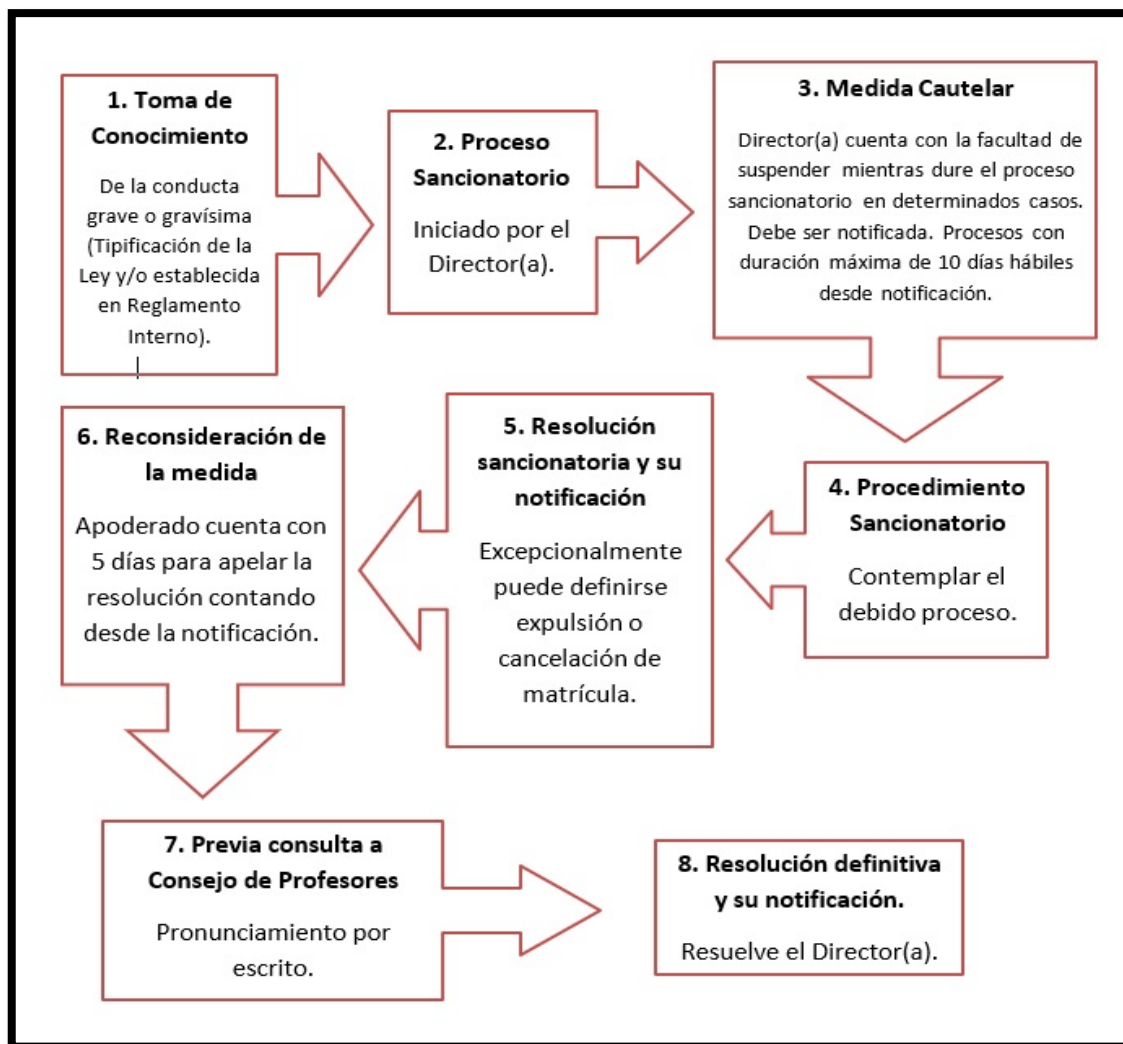 1. Toma de
Conocimiento
De la conducta
grave o gravísima
(Tipificación de la
Ley y/o establecida
en Reglamento
Interno).
2. Proceso
Sancionatorio
Iniciado por el
Director(a).
3. Medida Cautelar
Director(a) cuenta con la facultad de
suspender mientras dure el proceso
sancionatorio en determinados casos.
Debe ser notificada. Procesos con
duración máxima de 10 días hábiles
desde notificación.
4. Procedimiento
Sancionatorio
Contemplar el
debido proceso.
5. Resolución
sancionatoria y su
notificación
Excepcionalmente
puede definirse
expulsión o
cancelación de
matrícula.
6. Reconsideración de
la medida
Apoderado cuenta con
5 días para apelar la
resolución contando
desde la notificación.
7. Previa consulta a
Consejo de Profesores
Pronunciamiento por
escrito.
8. Resolución definitiva
y su notificación.
Resuelve el Director(a).